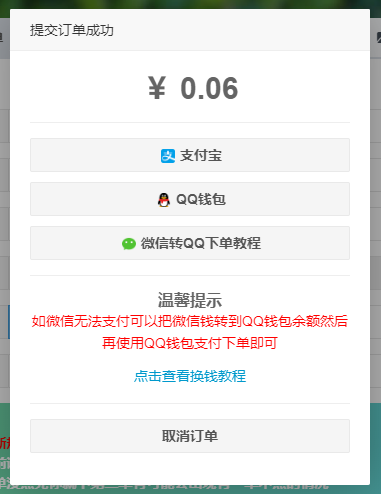 提交订单成功
¥ 0.06
支付宝
QQ钱包
微信转QQ下单教程
温馨提示
如微信无法支付可以把微信钱转到QQ钱包余额然后
再使用QQ钱包支付下单即可
点击查看换钱教程
取消订单